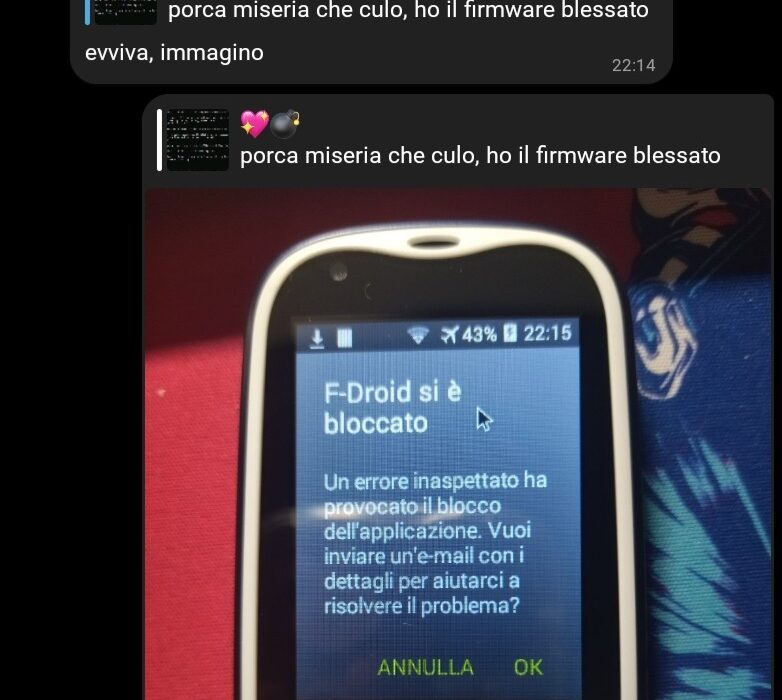 porca miseria che culo, ho il firmware blessato
evviva, immagino
22:14
💖💣
porca miseria che culo, ho il firmware blessato
43% 22:15
F-Droid si è
bloccato
Un errore inaspettato ha
provocato il blocco
dell'applicazione. Vuoi
inviare un'e-mail con i
dettagli per aiutarci a
risolvere il problema?
ANNULLA OK